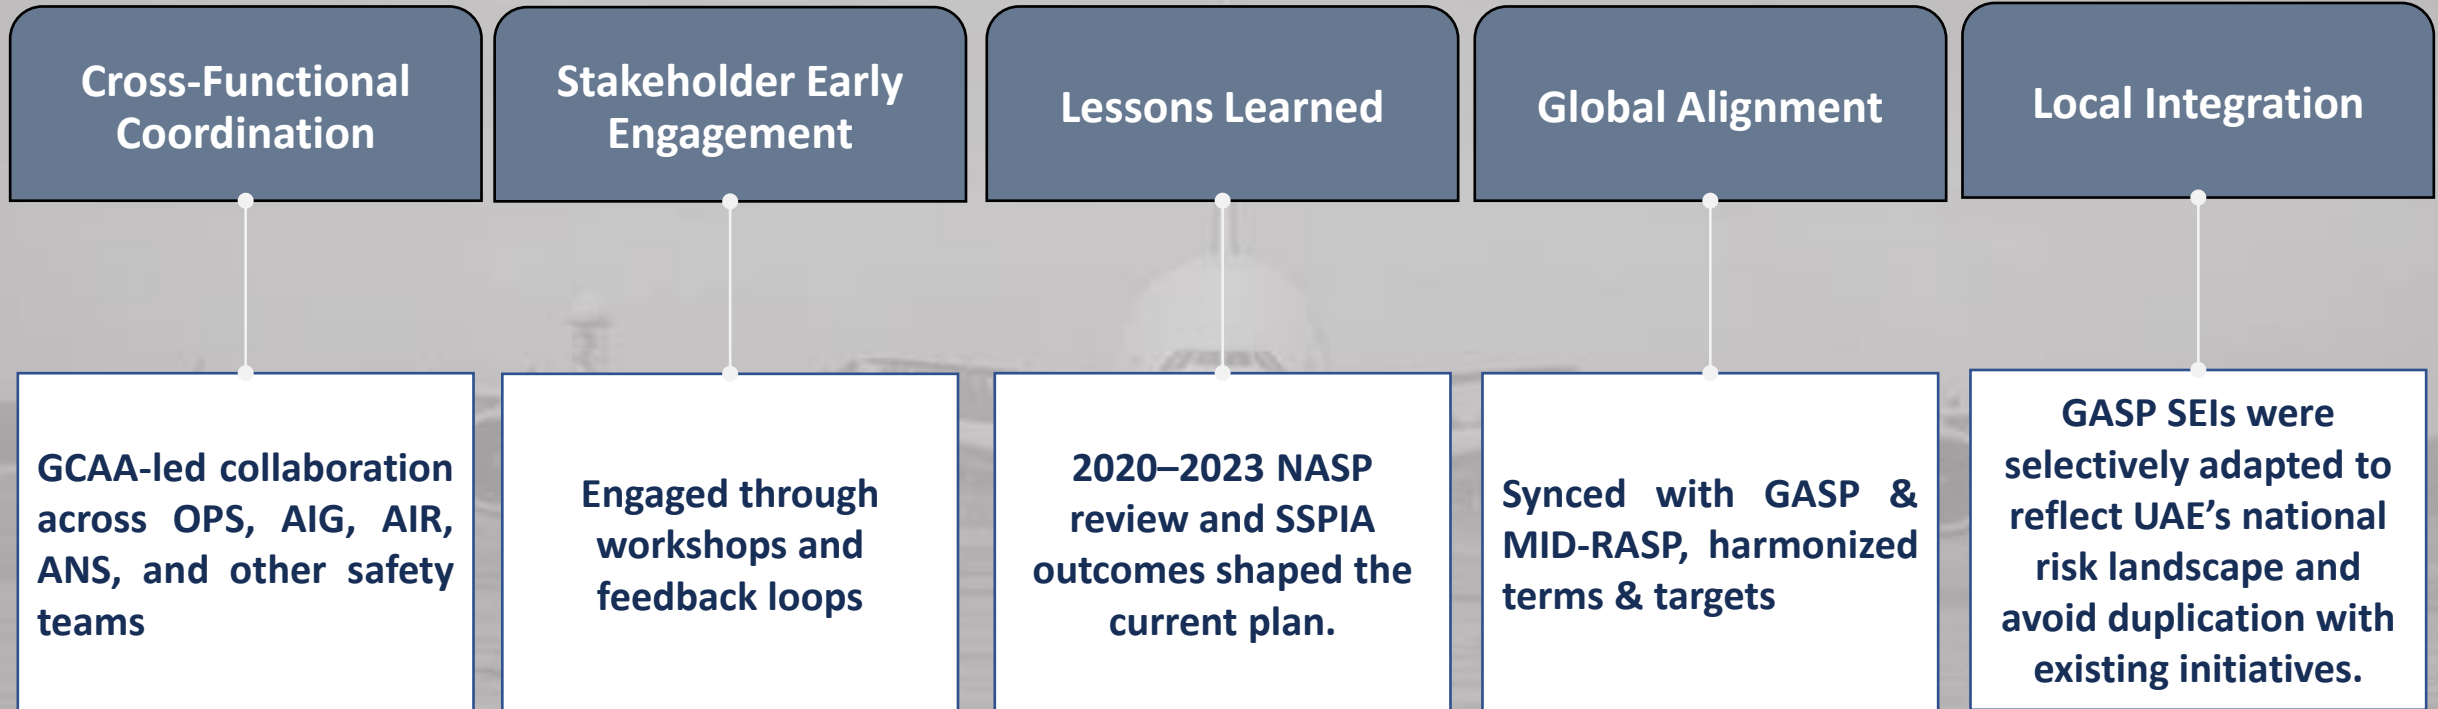 Cross-Functional
Coordination
GCAA-led collaboration
across OPS, AIG, AIR,
ANS, and other safety
teams
Stakeholder Early
Engagement
Engaged through
workshops and
feedback loops
Lessons Learned
2020–2023 NASP
review and SSPIA
outcomes shaped the
current plan.
Global Alignment
Synced with GASP &
MID-RASP, harmonized
terms & targets
Local Integration
GASP SEIs were
selectively adapted to
reflect UAE’s national
risk landscape and
avoid duplication with
existing initiatives.